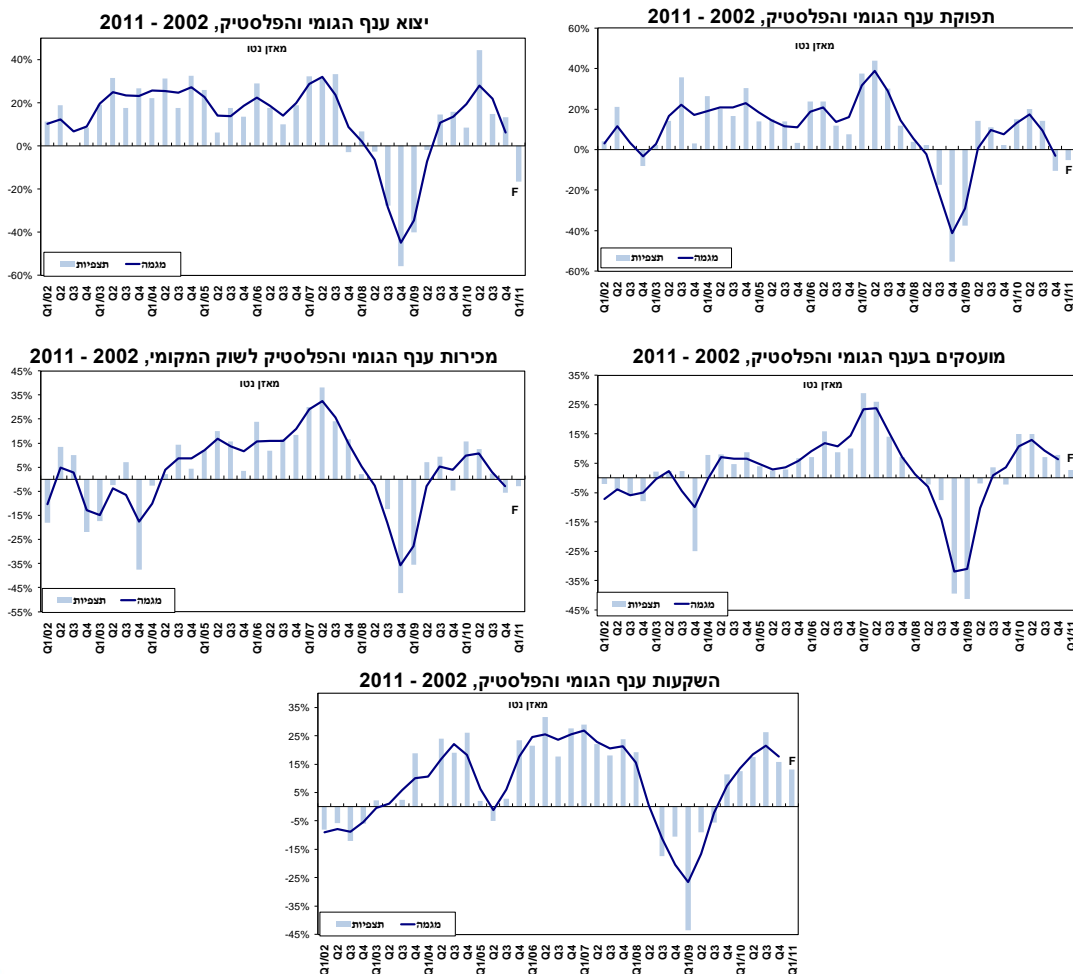 תפוקת ענף הגומי והפלסטיק, 2002 - 2011
מאזן נטו
60%
40%
20%
0%
-20%
-40%
-60%
F
תצפיות מגמה
Q1/02 Q2 Q3 Q4 Q1/03 Q2 Q3 Q4 Q1/04 Q2 Q3 Q4 Q1/05 Q2 Q3 Q4 Q1/06 Q2 Q3 Q4 Q1/07 Q2 Q3 Q4 Q1/08 Q2 Q3 Q4 Q1/09 Q2 Q3 Q4 Q1/10 Q2 Q3 Q4 Q1/11
יצוא ענף הגומי והפלסטיק, 2002 - 2011
מאזן נטו
40%
20%
0%
-20%
-40%
-60%
F
תצפיות מגמה
Q1/02 Q2 Q3 Q4 Q1/03 Q2 Q3 Q4 Q1/04 Q2 Q3 Q4 Q1/05 Q2 Q3 Q4 Q1/06 Q2 Q3 Q4 Q1/07 Q2 Q3 Q4 Q1/08 Q2 Q3 Q4 Q1/09 Q2 Q3 Q4 Q1/10 Q2 Q3 Q4 Q1/11
מועסקים בענף הגומי והפלסטיק, 2002 - 2011
מאזן נטו
35%
25%
15%
5%
-5%
-15%
-25%
-35%
-45%
F
תצפיות מגמה
Q1/02 Q2 Q3 Q4 Q1/03 Q2 Q3 Q4 Q1/04 Q2 Q3 Q4 Q1/05 Q2 Q3 Q4 Q1/06 Q2 Q3 Q4 Q1/07 Q2 Q3 Q4 Q1/08 Q2 Q3 Q4 Q1/09 Q2 Q3 Q4 Q1/10 Q2 Q3 Q4 Q1/11
מכירות ענף הגומי והפלסטיק לשוק המקומי, 2002 - 2011
מאזן נטו
45%
35%
25%
15%
5%
-5%
-15%
-25%
-35%
-45%
-55%
F
תצפיות מגמה
Q1/02 Q2 Q3 Q4 Q1/03 Q2 Q3 Q4 Q1/04 Q2 Q3 Q4 Q1/05 Q2 Q3 Q4 Q1/06 Q2 Q3 Q4 Q1/07 Q2 Q3 Q4 Q1/08 Q2 Q3 Q4 Q1/09 Q2 Q3 Q4 Q1/10 Q2 Q3 Q4 Q1/11
השקעות ענף הגומי והפלסטיק, 2002 - 2011
מאזן נטו
35%
25%
15%
5%
-5%
-15%
-25%
-35%
-45%
F
תצפיות מגמה
Q1/02 Q2 Q3 Q4 Q1/03 Q2 Q3 Q4 Q1/04 Q2 Q3 Q4 Q1/05 Q2 Q3 Q4 Q1/06 Q2 Q3 Q4 Q1/07 Q2 Q3 Q4 Q1/08 Q2 Q3 Q4 Q1/09 Q2 Q3 Q4 Q1/10 Q2 Q3 Q4 Q1/11